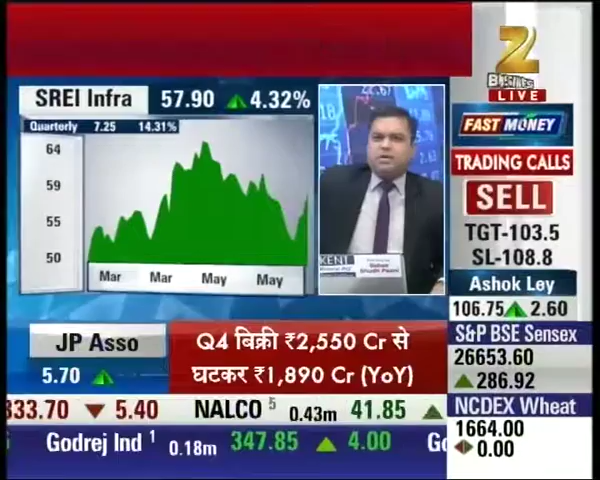 Z
BUSINESS
LIVE
SREI Infra
57.90 4.32%
Quarterly 7.25 14.31%
64
59
55
50
Mar Mar May May
22.67
KENT
FAST MONEY
TRADING CALLS
SELL
TGT-103.5
SL-108.8
Ashok Ley
106.75 2.60
JP Asso
5.70
Q4 बिक्री ₹2,550 Cr से
घटकर ₹1,890 Cr (YoY)
S&P BSE Sensex
26653.60
286.92
NCDEX Wheat
1664.00
0.00
333.70 5.40 NALCO 5 0.43m 41.85
Godrej Ind 1 0.18m 347.85 4.00 Go